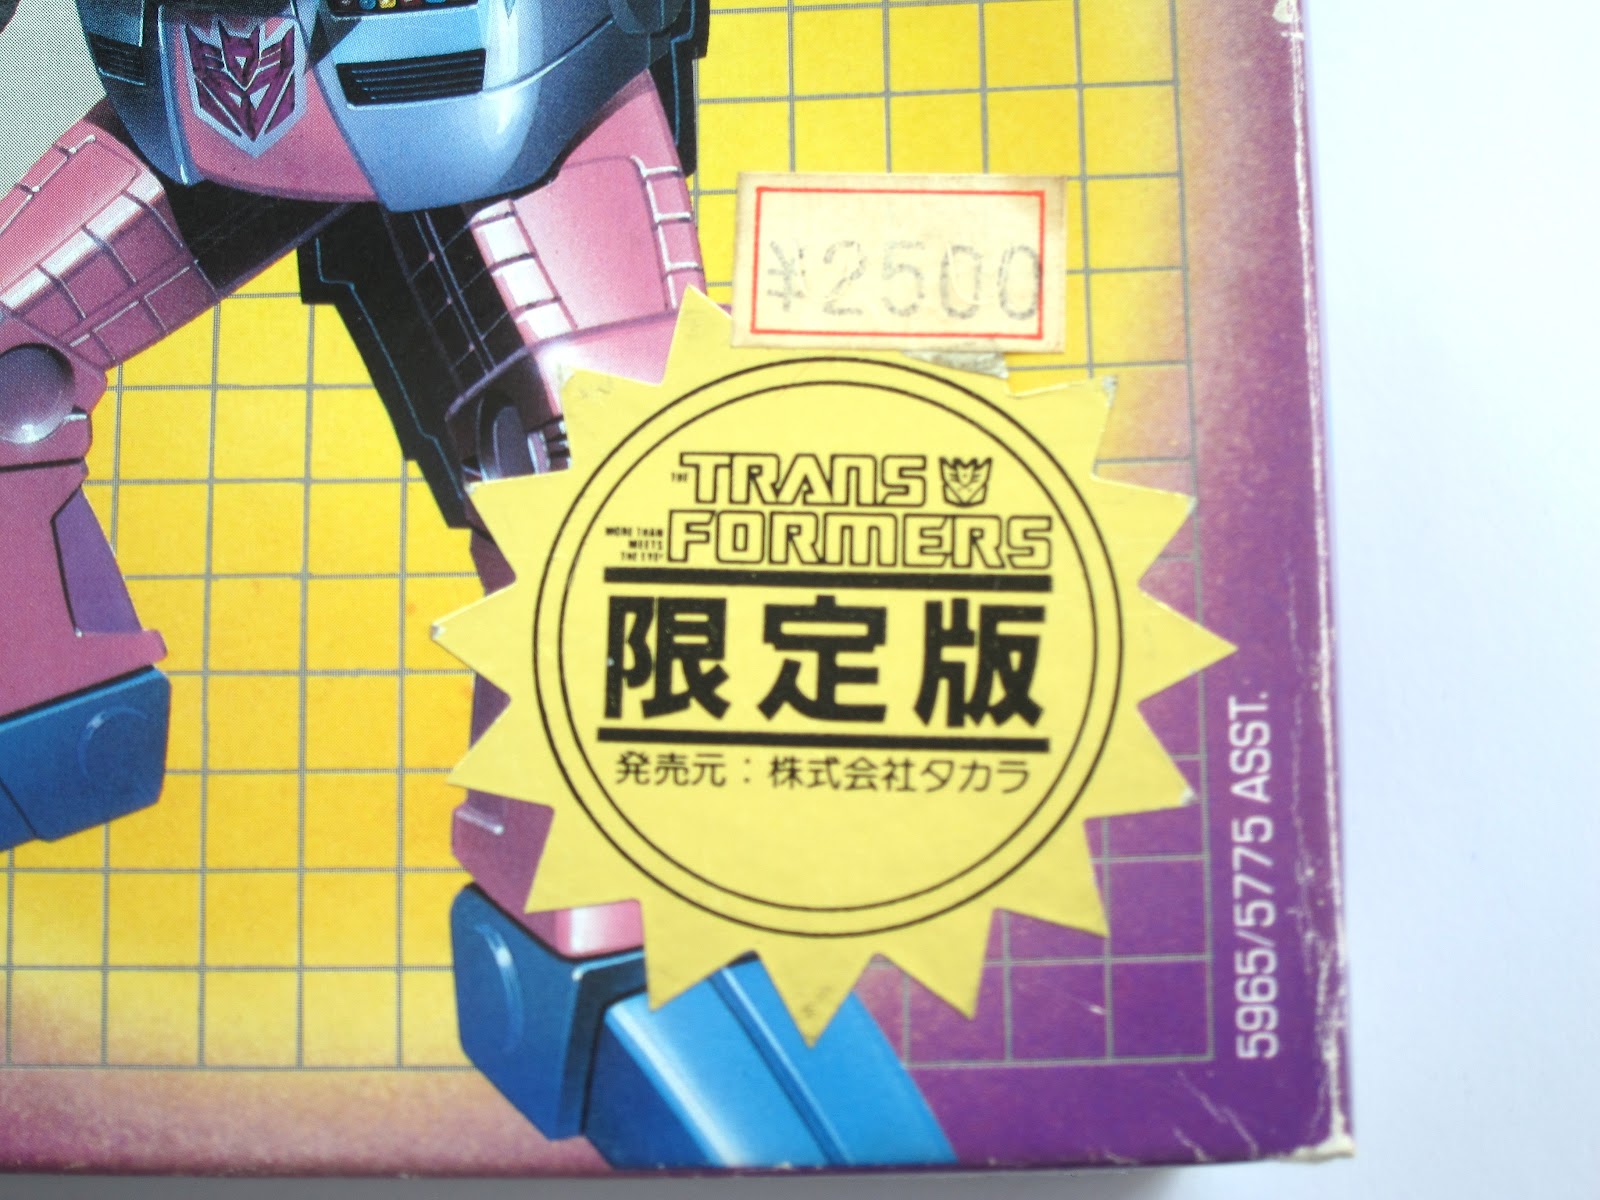 ¥2500
THE TRANS
FORMERS
MORE THAN
MEETS
THE EYE
限定版
発売元：株式会社タカラ
5965/5775 ASST.